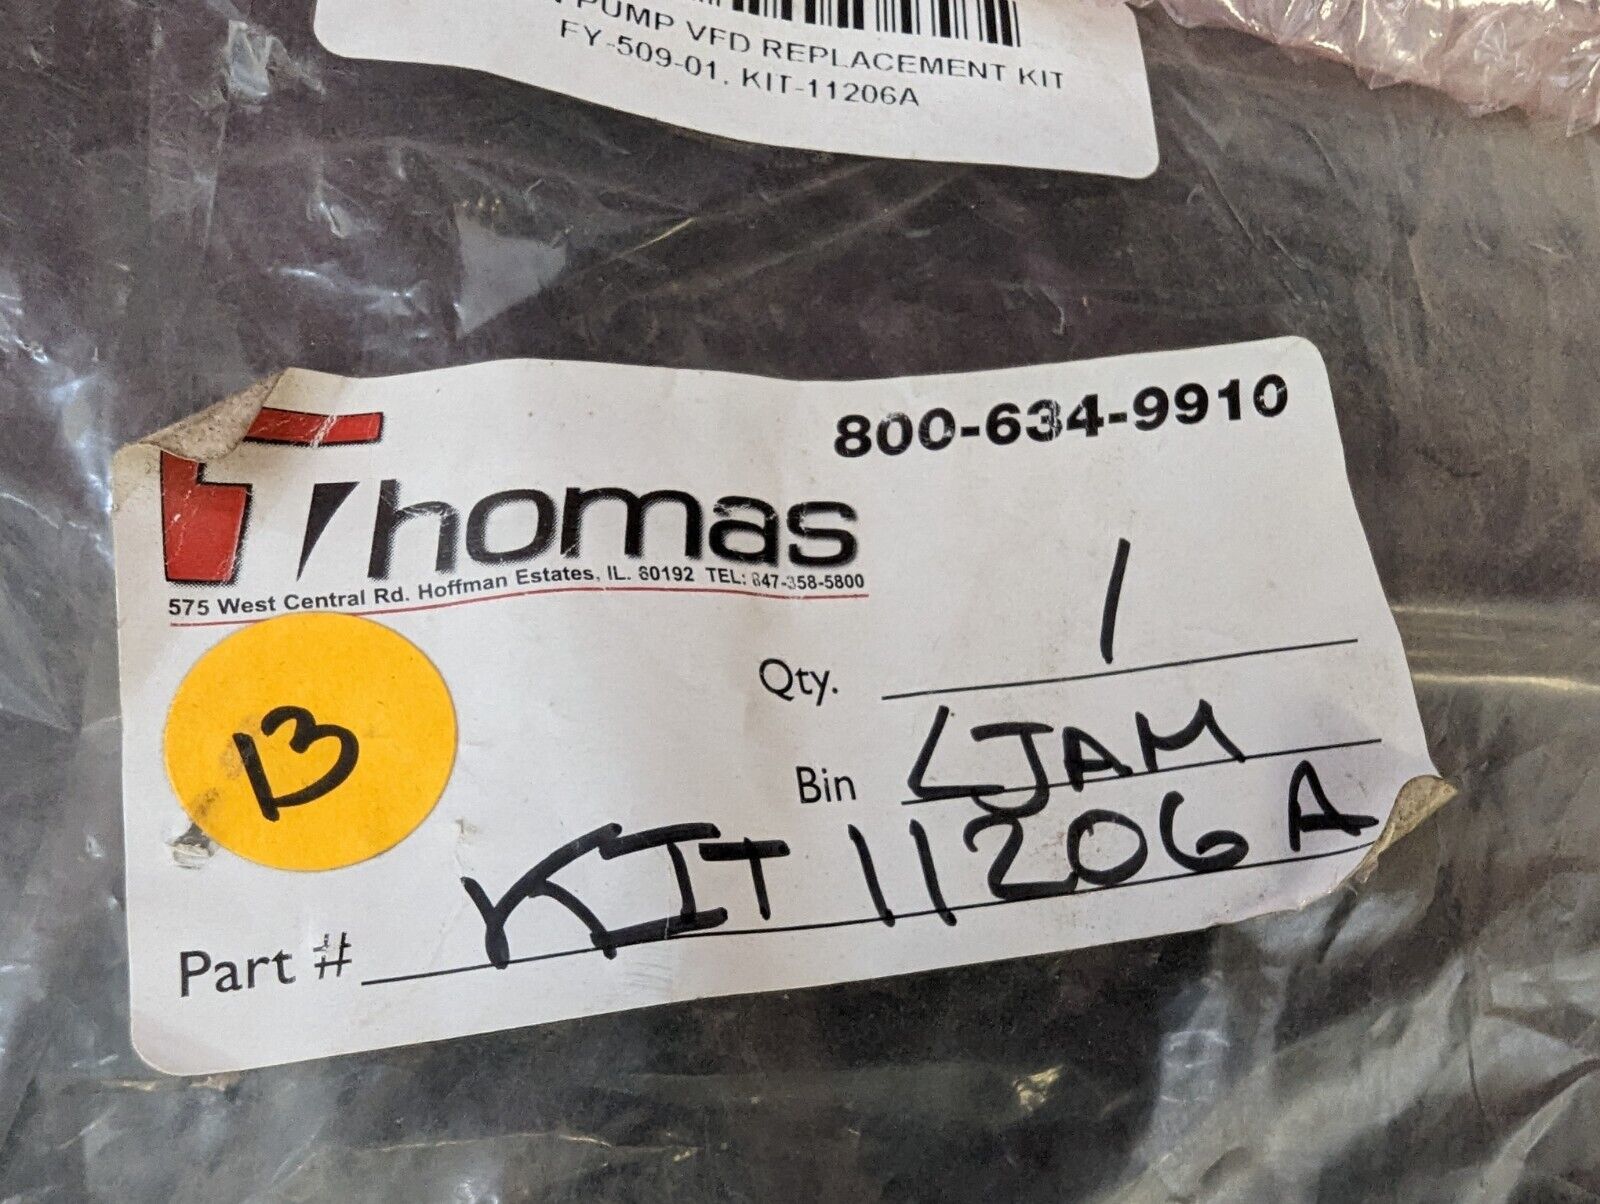 PUMP VFD REPLACEMENT KIT
FY-509-01. KIT-11206A
800-634-9910
Thomas
575 West Central Rd. Hoffman Estates, IL. 60192 TEL: 847-358-5800
Qty. 1
13
Bin LJAM
Part # KIT 11206A